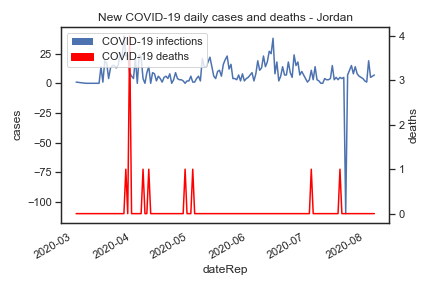 New COVID-19 daily cases and deaths - Jordan
COVID-19 infections
COVID-19 deaths
25
0
−25
−50
−75
−100
cases
4
3
2
1
0
deaths
2020-03
2020-04
2020-05
2020-06
2020-07
2020-08
dateRep